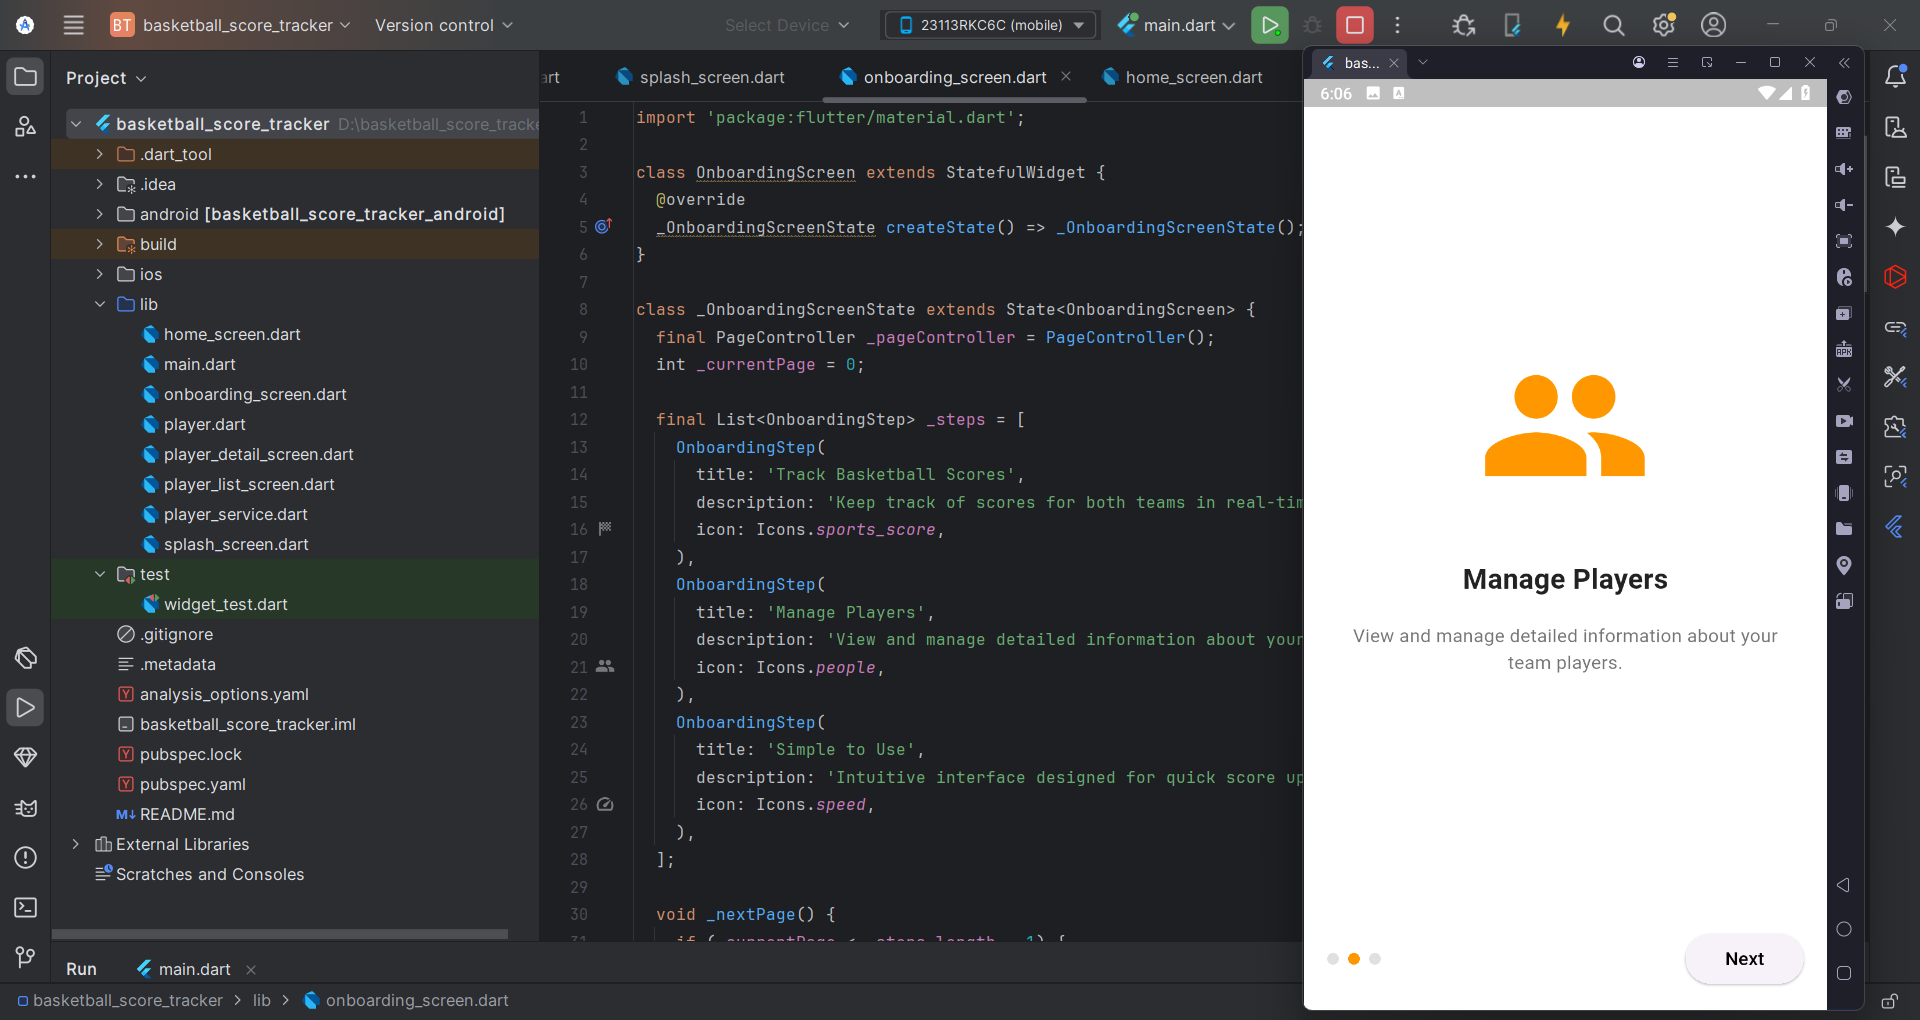 BT basketball_score_tracker Version control Select Device 23113RKC6C (mobile) main.dart
Project
basketball_score_tracker D:\basketball_score_tracke
.dart_tool
.idea
android [basketball_score_tracker_android]
build
ios
lib
home_screen.dart
main.dart
onboarding_screen.dart
player.dart
player_detail_screen.dart
player_list_screen.dart
player_service.dart
splash_screen.dart
test
widget_test.dart
.gitignore
.metadata
analysis_options.yaml
basketball_score_tracker.iml
pubspec.lock
pubspec.yaml
README.md
External Libraries
Scratches and Consoles
art splash_screen.dart onboarding_screen.dart home_screen.dart
1 import 'package:flutter/material.dart';
2
3 class OnboardingScreen extends StatefulWidget {
4 @override
5 _OnboardingScreenState createState() => _OnboardingScreenState();
6 }
7
8 class _OnboardingScreenState extends State<OnboardingScreen> {
9 final PageController _pageController = PageController();
10 int _currentPage = 0;
11
12 final List<OnboardingStep> _steps = [
13 OnboardingStep(
14 title: 'Track Basketball Scores',
15 description: 'Keep track of scores for both teams in real-tim
16 icon: Icons.sports_score,
17 ),
18 OnboardingStep(
19 title: 'Manage Players',
20 description: 'View and manage detailed information about your
21 icon: Icons.people,
22 ),
23 OnboardingStep(
24 title: 'Simple to Use',
25 description: 'Intuitive interface designed for quick score up
26 icon: Icons.speed,
27 ),
28 ];
29
30 void _nextPage() {
31 if (_currentPage < _steps.length - 1) {
bas...
6:06
Manage Players
View and manage detailed information about your
team players.
Next
Run main.dart
basketball_score_tracker > lib > onboarding_screen.dart